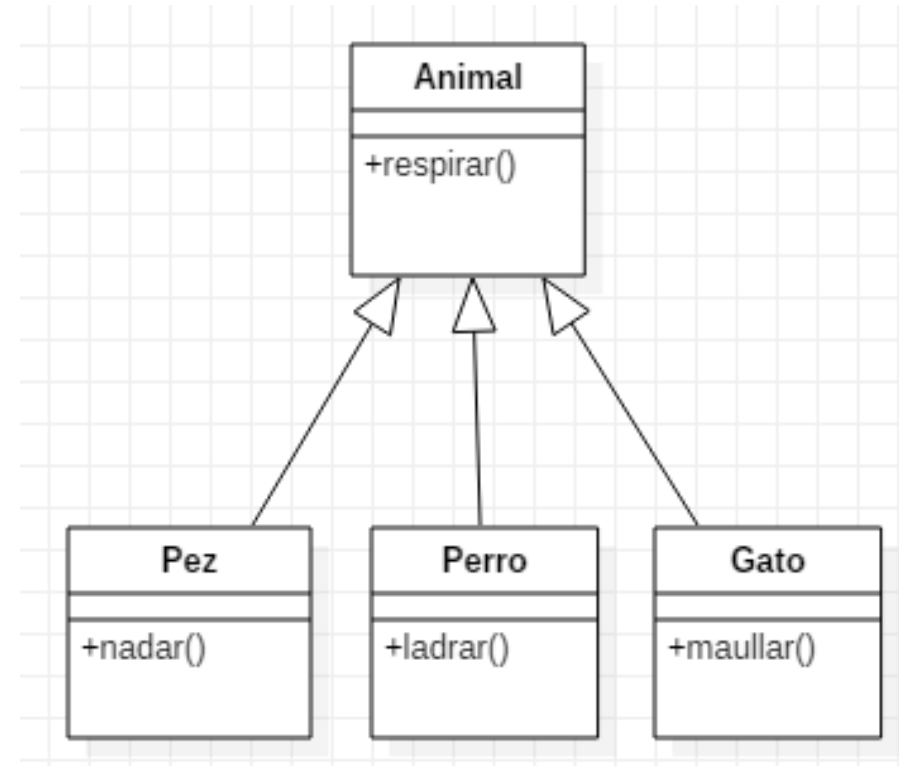 Animal
+respirar()
Pez
+nadar()
Perro
+ladrar()
Gato
+maullar()